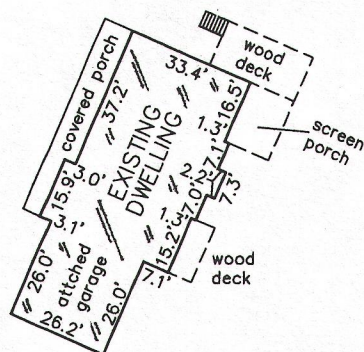 wood
deck
33.4'
covered porch
37.2'
16.5'
1.3'
screen
porch
EXISTING
DWELLING
7.1'
2.2'
7.3'
3.0'
15.9'
7.0'
1.3'
3.1'
15.2'
wood
deck
7.1'
attched
garage
26.0'
26.0'
26.2'